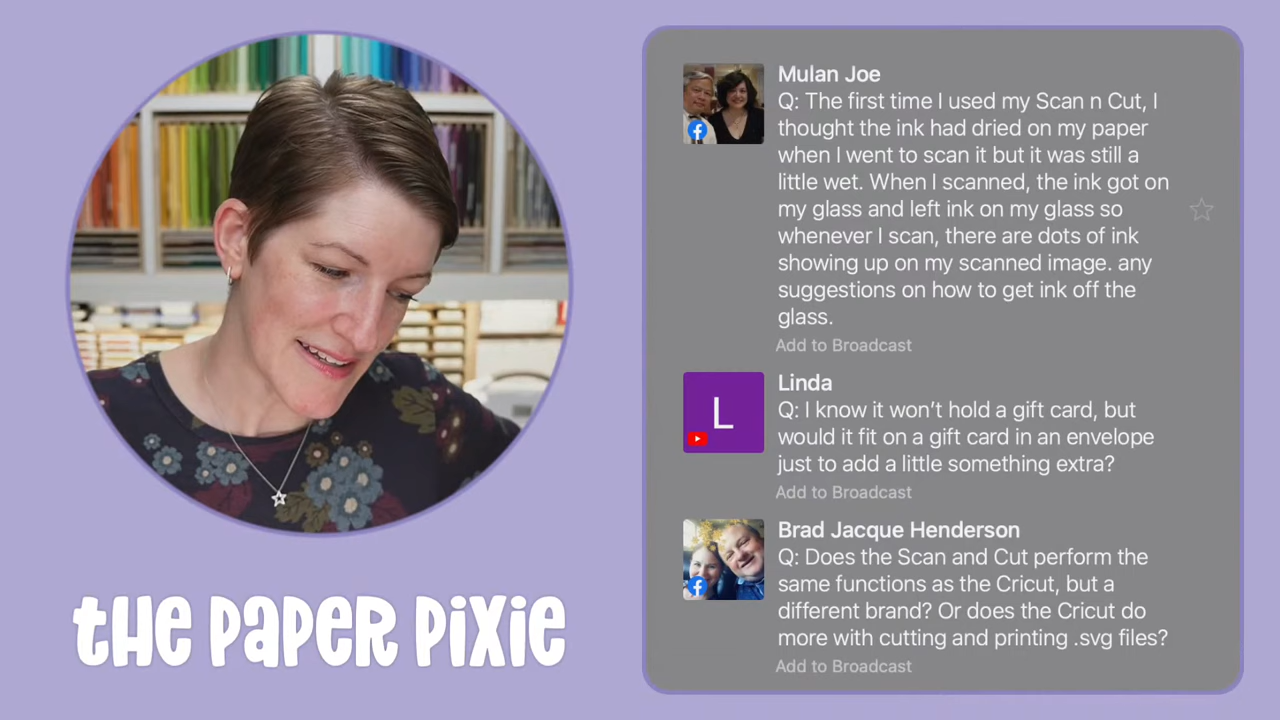 Mulan Joe
Q: The first time I used my Scan n Cut, I
thought the ink had dried on my paper
when I went to scan it but it was still a
little wet. When I scanned, the ink got on
my glass and left ink on my glass so
whenever I scan, there are dots of ink
showing up on my scanned image. any
suggestions on how to get ink off the
glass.
Add to Broadcast
L
Linda
Q: I know it won’t hold a gift card, but
would it fit on a gift card in an envelope
just to add a little something extra?
Add to Broadcast
Brad Jacque Henderson
Q: Does the Scan and Cut perform the
same functions as the Cricut, but a
different brand? Or does the Cricut do
more with cutting and printing .svg files?
Add to Broadcast
the PAPER PiXiE